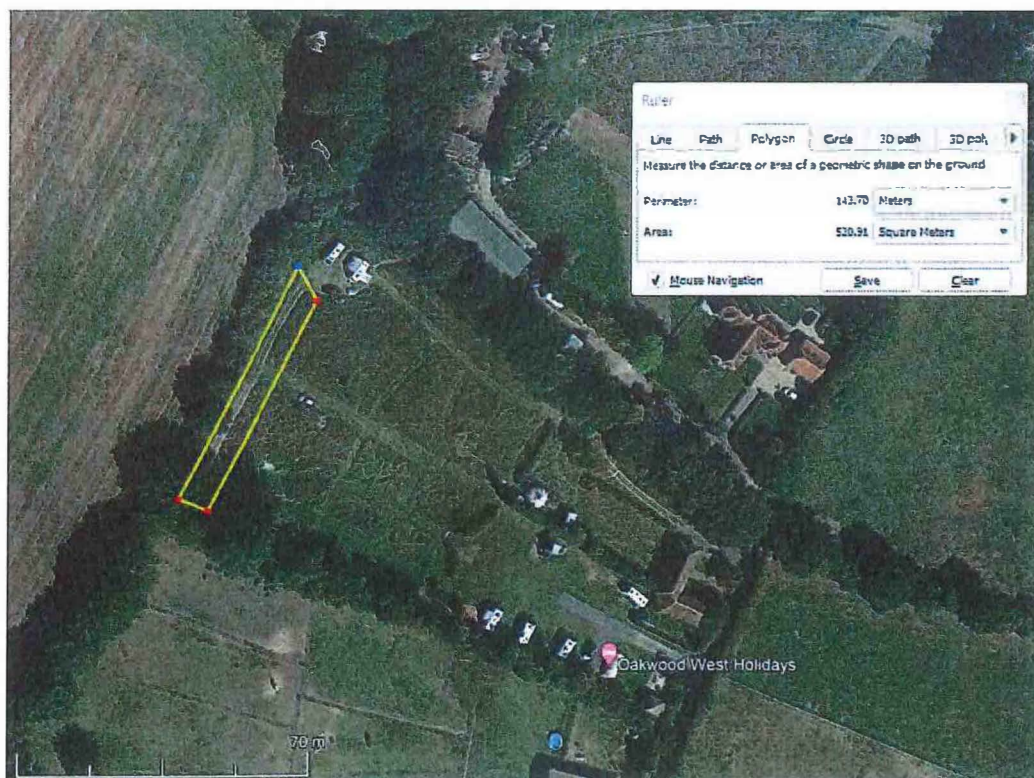 Ruler
Line Path Polygon Circle 3D path
Measure the distance or area of a geometric shape on the ground
Perimeter: 143.70 Meters
Area: 520.91 Square Meters
Mouse Navigation Save Clear
Oakwood West Holidays
70 m